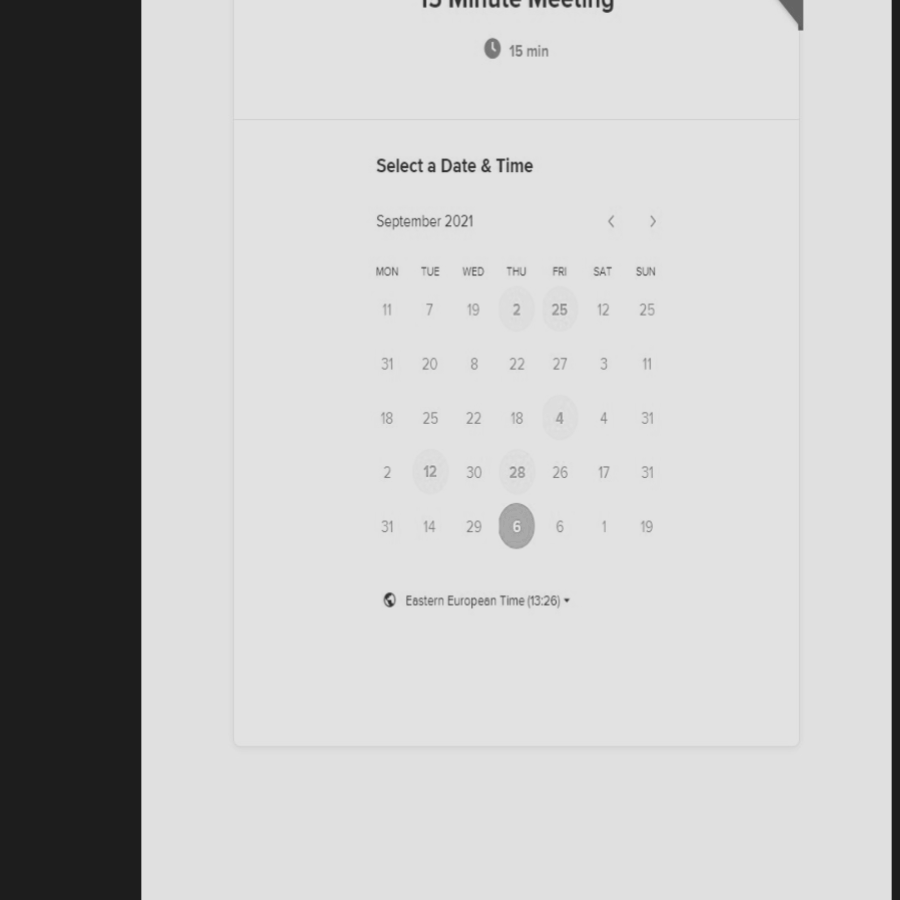 15 Minute Meeting
15 min
Select a Date & Time
September 2021
MON TUE WED THU FRI SAT SUN
11 7 19 2 25 12 25
31 20 8 22 27 3 11
18 25 22 18 4 4 31
2 12 30 28 26 17 31
31 14 29 6 6 1 19
Eastern European Time (13:26)